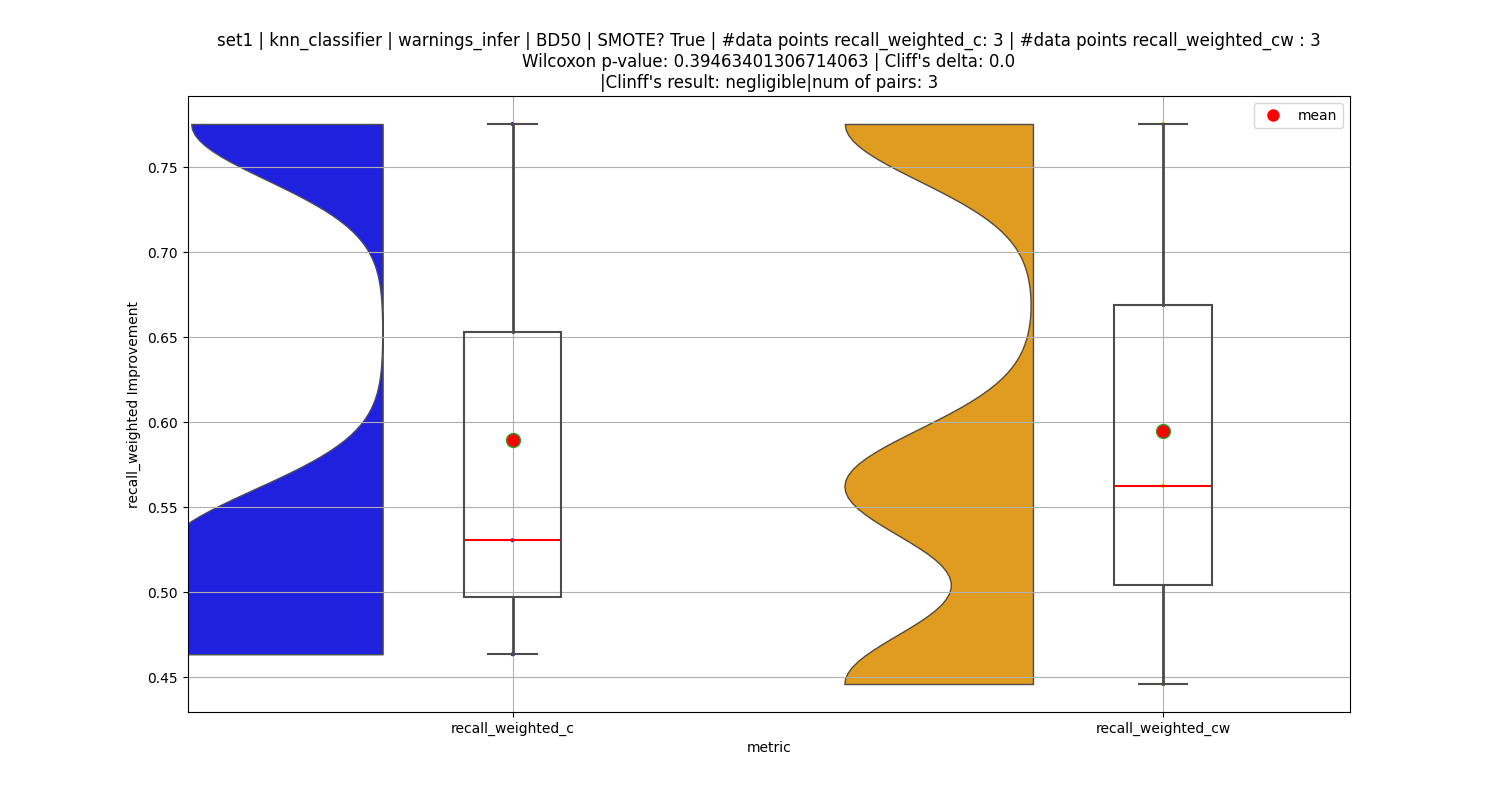 set1 | knn_classifier | warnings_infer | BD50 | SMOTE? True | #data points recall_weighted_c: 3 | #data points recall_weighted_cw : 3
Wilcoxon p-value: 0.39463401306714063 | Cliff's delta: 0.0
|Clinff's result: negligible|num of pairs: 3
mean
0.75
0.70
0.65
0.60
0.55
0.50
0.45
recall_weighted Improvement
recall_weighted_c
recall_weighted_cw
metric